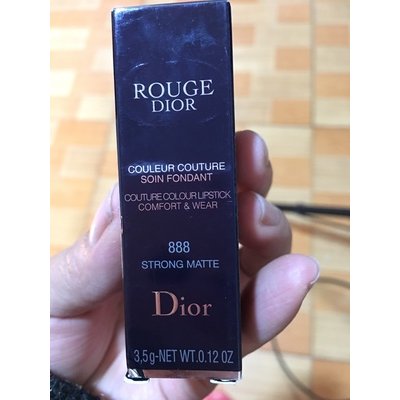 ROUGE
DIOR
COULEUR COUTURE
SOIN FONDANT
COUTURE COLOUR LIPSTICK
COMFORT & WEAR
888
STRONG MATTE
Dior
3,5g-NET WT.0.12 OZ